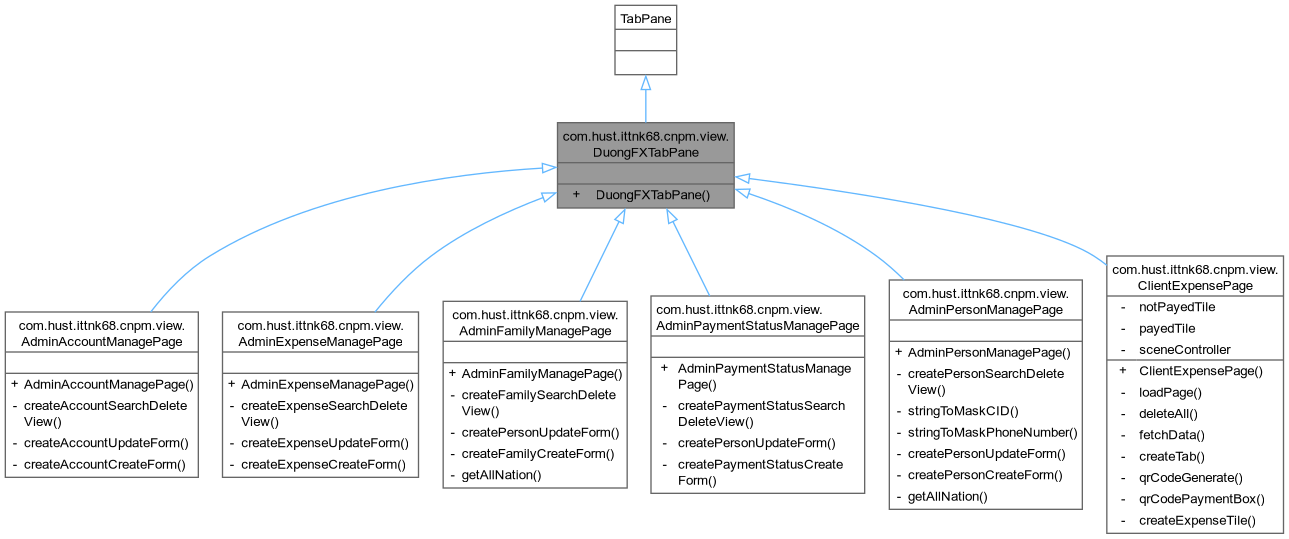 TabPane
com.hust.ittnk68.cnpm.view.
DuongFXTabPane
+ DuongFXTabPane()
com.hust.ittnk68.cnpm.view.
AdminAccountManagePage
+ AdminAccountManagePage()
- createAccountSearchDelete
View()
- createAccountUpdateForm()
- createAccountCreateForm()
com.hust.ittnk68.cnpm.view.
AdminExpenseManagePage
+ AdminExpenseManagePage()
- createExpenseSearchDelete
View()
- createExpenseUpdateForm()
- createExpenseCreateForm()
com.hust.ittnk68.cnpm.view.
AdminFamilyManagePage
+ AdminFamilyManagePage()
- createFamilySearchDelete
View()
- createPersonUpdateForm()
- createFamilyCreateForm()
- getAllNation()
com.hust.ittnk68.cnpm.view.
AdminPaymentStatusManagePage
+ AdminPaymentStatusManage
Page()
- createPaymentStatusSearch
DeleteView()
- createPersonUpdateForm()
- createPaymentStatusCreate
Form()
com.hust.ittnk68.cnpm.view.
AdminPersonManagePage
+ AdminPersonManagePage()
- createPersonSearchDelete
View()
- stringToMaskCID()
- stringToMaskPhoneNumber()
- createPersonUpdateForm()
- createPersonCreateForm()
- getAllNation()
com.hust.ittnk68.cnpm.view.
ClientExpensePage
- notPayedTile
- payedTile
- sceneController
+ ClientExpensePage()
- loadPage()
- deleteAll()
- fetchData()
- createTab()
- qrCodeGenerate()
- qrCodePaymentBox()
- createExpenseTile()